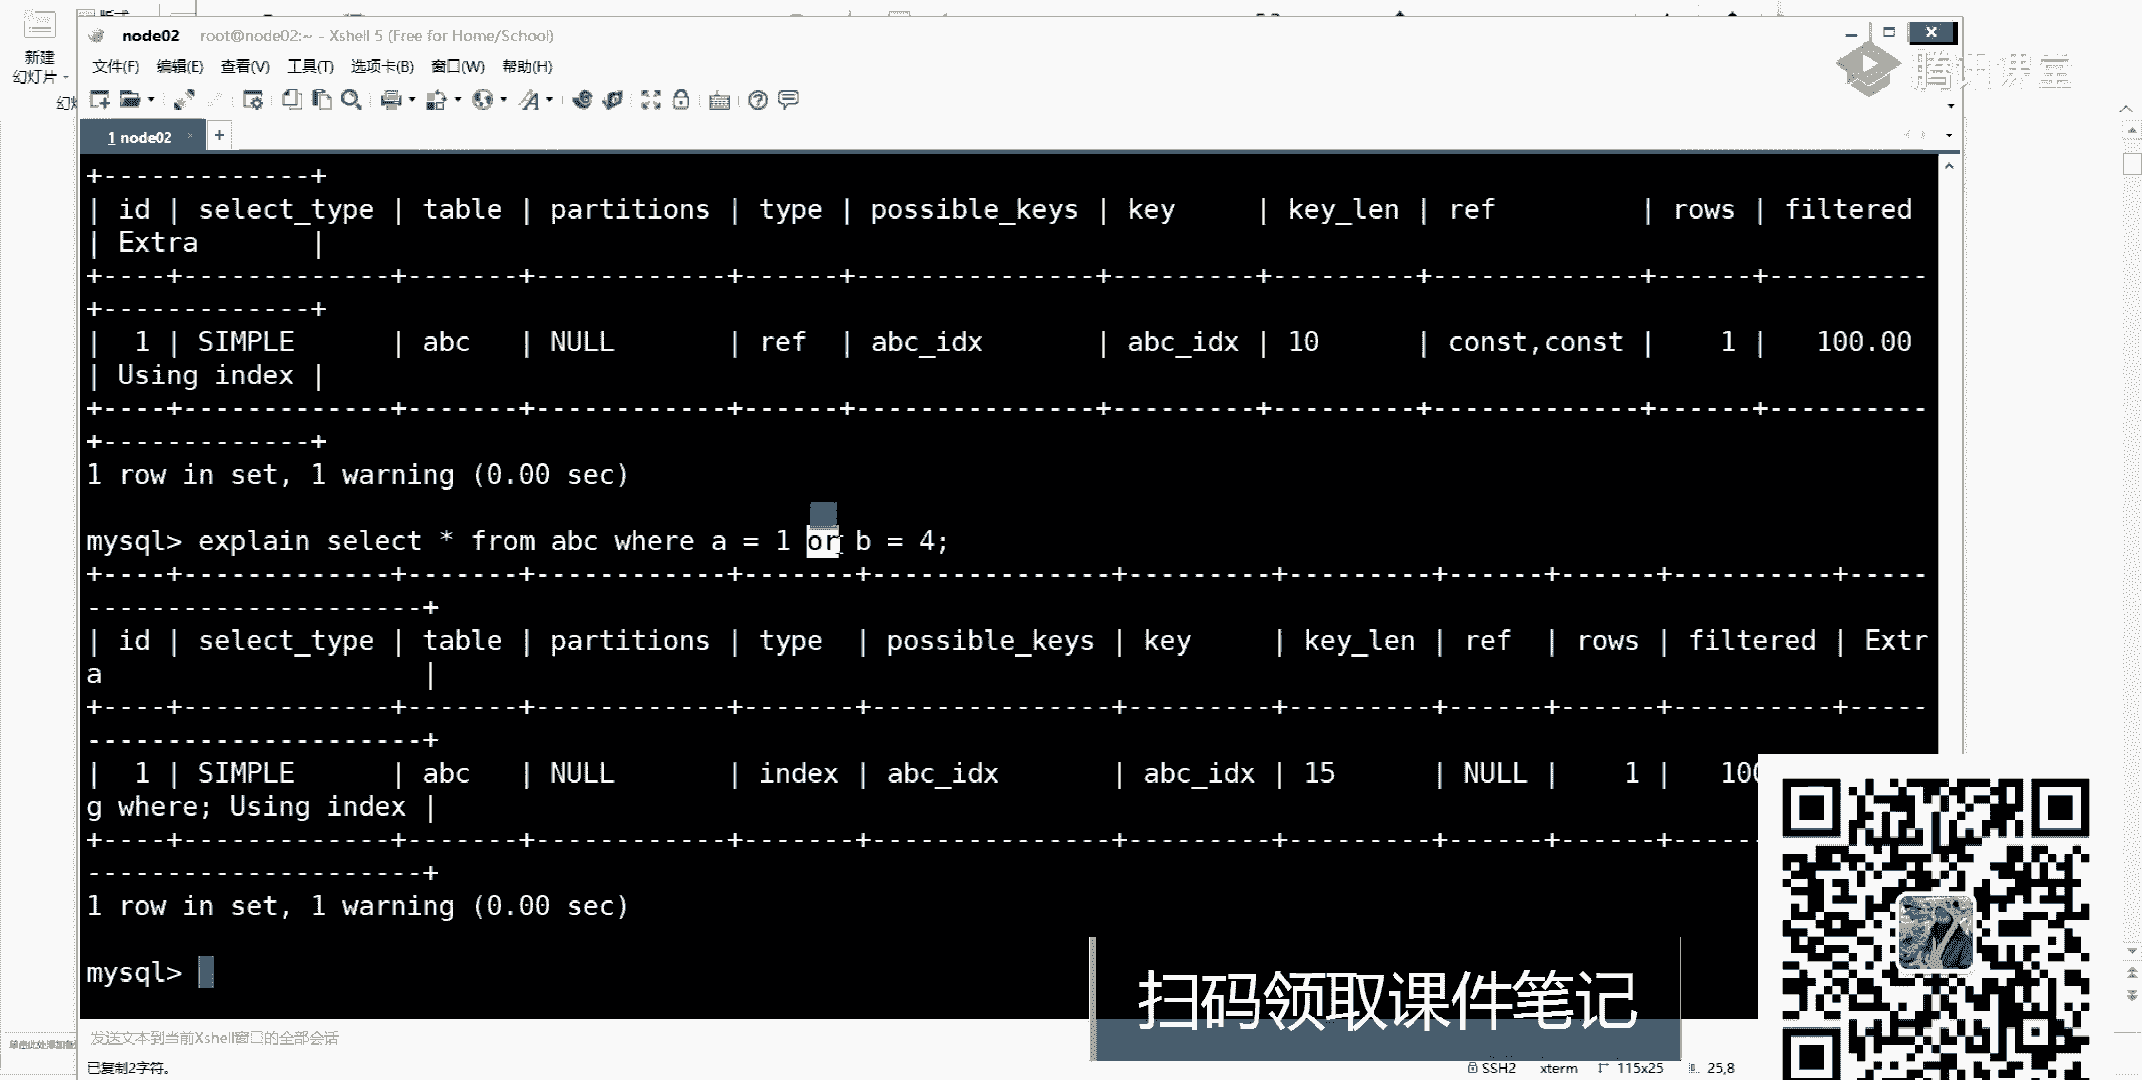 新建
幻灯片
node02 root@node02:~ - Xshell 5 (Free for Home/School)
文件(F) 编辑(E) 查看(V) 工具(T) 选项卡(B) 窗口(W) 帮助(H)
腾讯课堂
1 node02
+-------------+
| id | select_type | table | partitions | type | possible_keys | key | key_len | ref | rows | filtered
| Extra |
+----+-------------+-------+------------+------+---------------+---------+---------+-------------+------+----------
+-------------+
| 1 | SIMPLE | abc | NULL | ref | abc_idx | abc_idx | 10 | const,const | 1 | 100.00
| Using index |
+----+-------------+-------+------------+------+---------------+---------+---------+-------------+------+----------
+-------------+
1 row in set, 1 warning (0.00 sec)
mysql> explain select * from abc where a = 1 or b = 4;
+----+-------------+-------+------------+-------+---------------+---------+---------+------+------+----------+-----
---------------------+
| id | select_type | table | partitions | type | possible_keys | key | key_len | ref | rows | filtered | Extr
a |
+----+-------------+-------+------------+-------+---------------+---------+---------+------+------+----------+-----
---------------------+
| 1 | SIMPLE | abc | NULL | index | abc_idx | abc_idx | 15 | NULL | 1 | 100
g where; Using index |
+----+-------------+-------+------------+-------+---------------+---------+---------+------+------+-----
---------------------+
1 row in set, 1 warning (0.00 sec)
mysql>
扫码领取课件笔记
发送文本到当前Xshell窗口的全部会话
已复制2字符。
SSH2 xterm 115x25 25,8